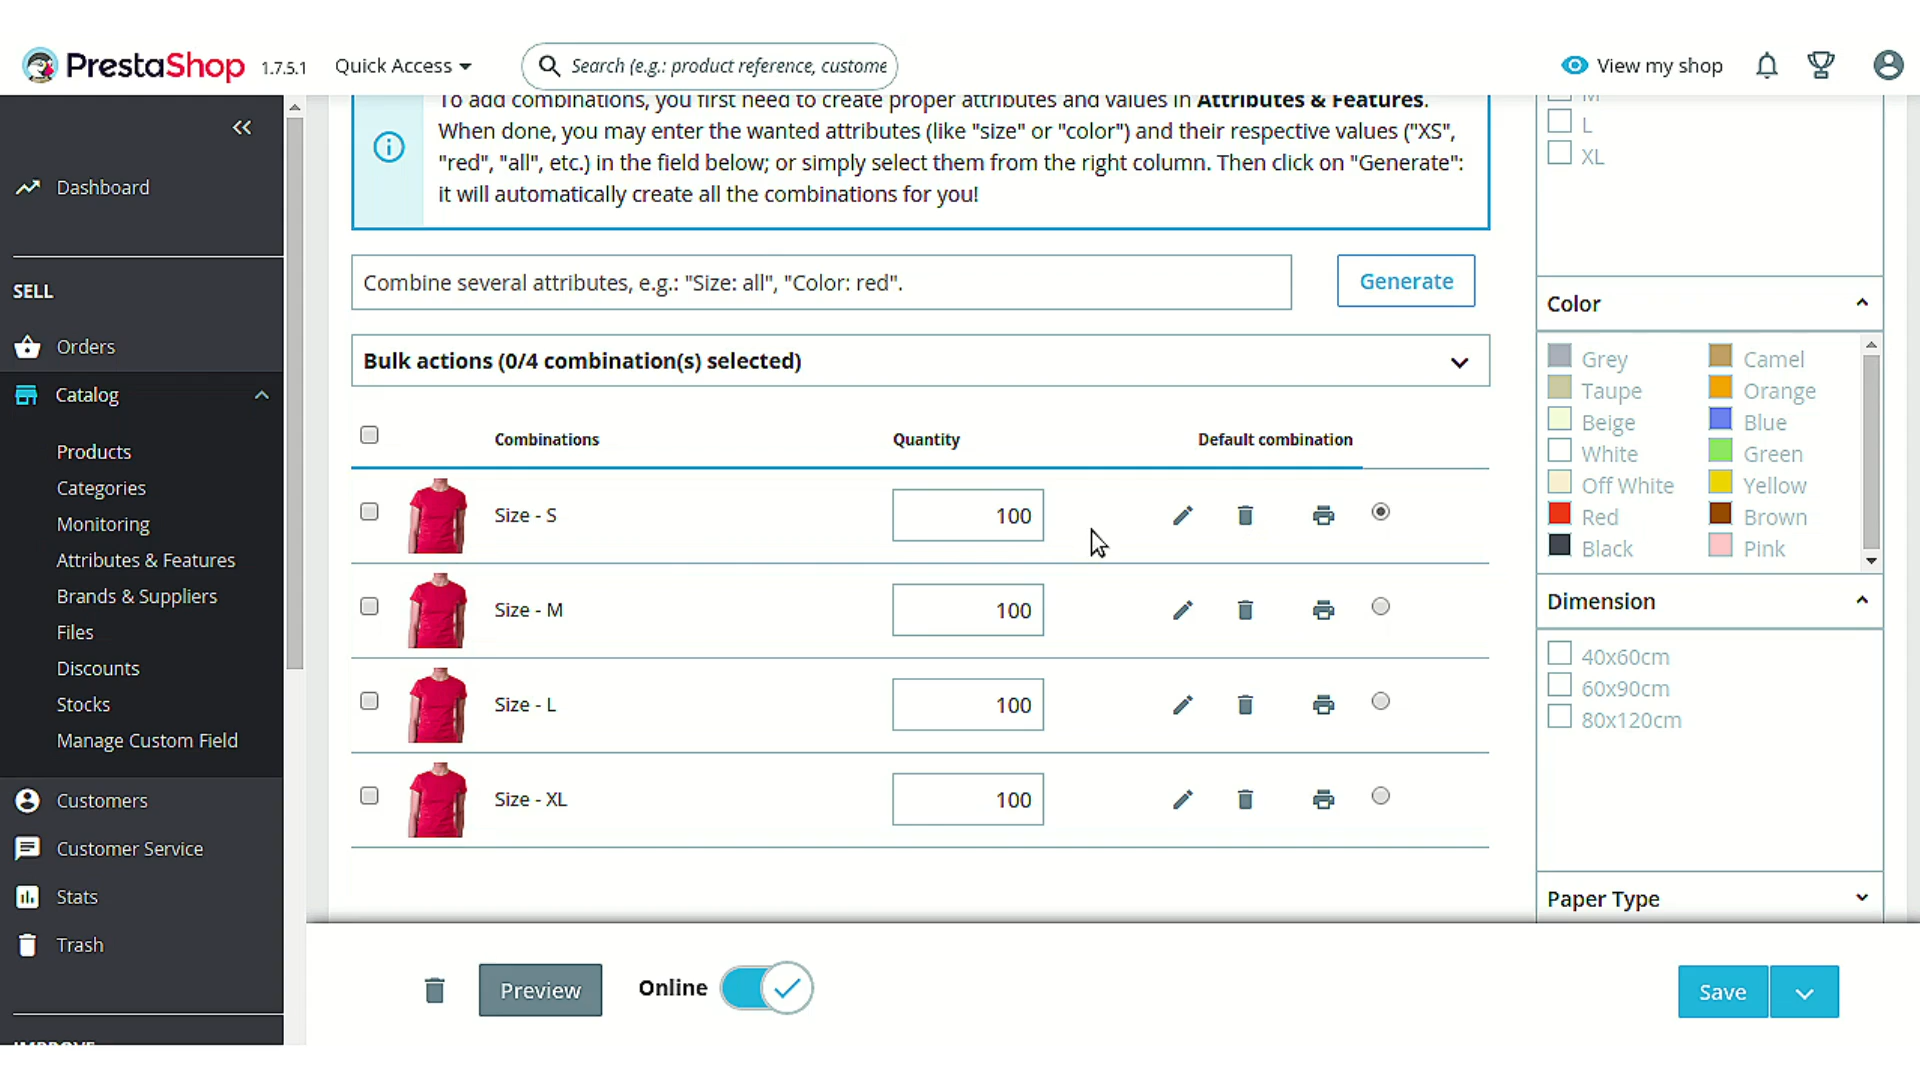 PrestaShop 1.7.5.1 Quick Access Search (e.g.: product reference, custome View my shop
Dashboard
SELL
Orders
Catalog
Products
Categories
Monitoring
Attributes & Features
Brands & Suppliers
Files
Discounts
Stocks
Manage Custom Field
Customers
Customer Service
Stats
Trash
IMPROVE
To add combinations, you first need to create proper attributes and values in Attributes & Features.
When done, you may enter the wanted attributes (like "size" or "color") and their respective values ("XS",
"red", "all", etc.) in the field below; or simply select them from the right column. Then click on "Generate":
it will automatically create all the combinations for you!
Combine several attributes, e.g.: "Size: all", "Color: red". Generate
Bulk actions (0/4 combination(s) selected)
Combinations Quantity Default combination
Size - S 100
Size - M 100
Size - L 100
Size - XL 100
M
L
XL
Color
Grey Camel
Taupe Orange
Beige Blue
White Green
Off White Yellow
Red Brown
Black Pink
Dimension
40x60cm
60x90cm
80x120cm
Paper Type
Preview Online Save